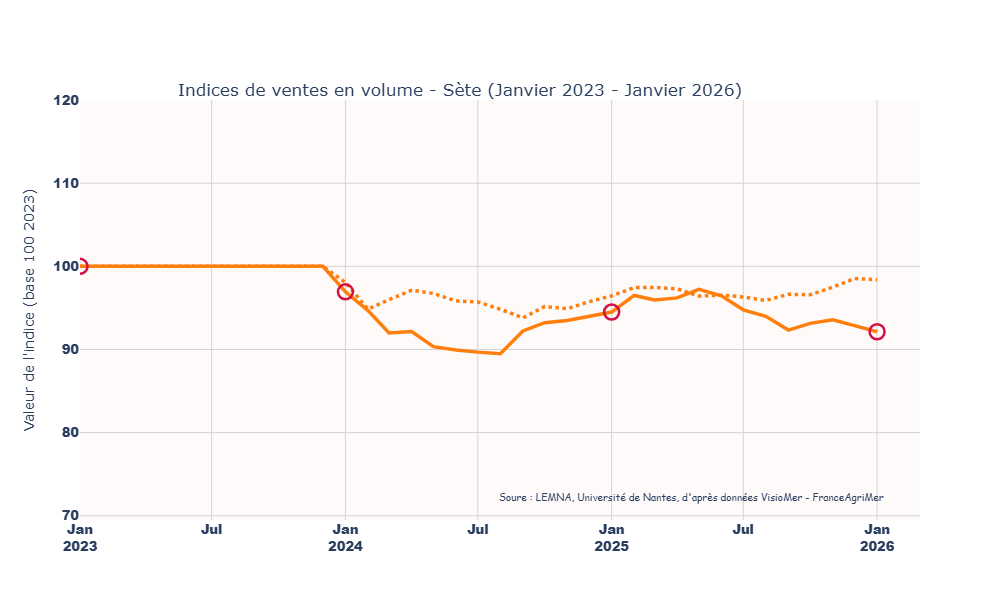 Indices de ventes en volume - Sète (Janvier 2023 - Janvier 2026)
Valeur de l'indice (base 100 2023)
120
110
100
90
80
70
Soure : LEMNA, Université de Nantes, d'après données VisioMer - FranceAgriMer
Jan Jul Jan Jul Jan Jul Jan
2023 2024 2025 2026